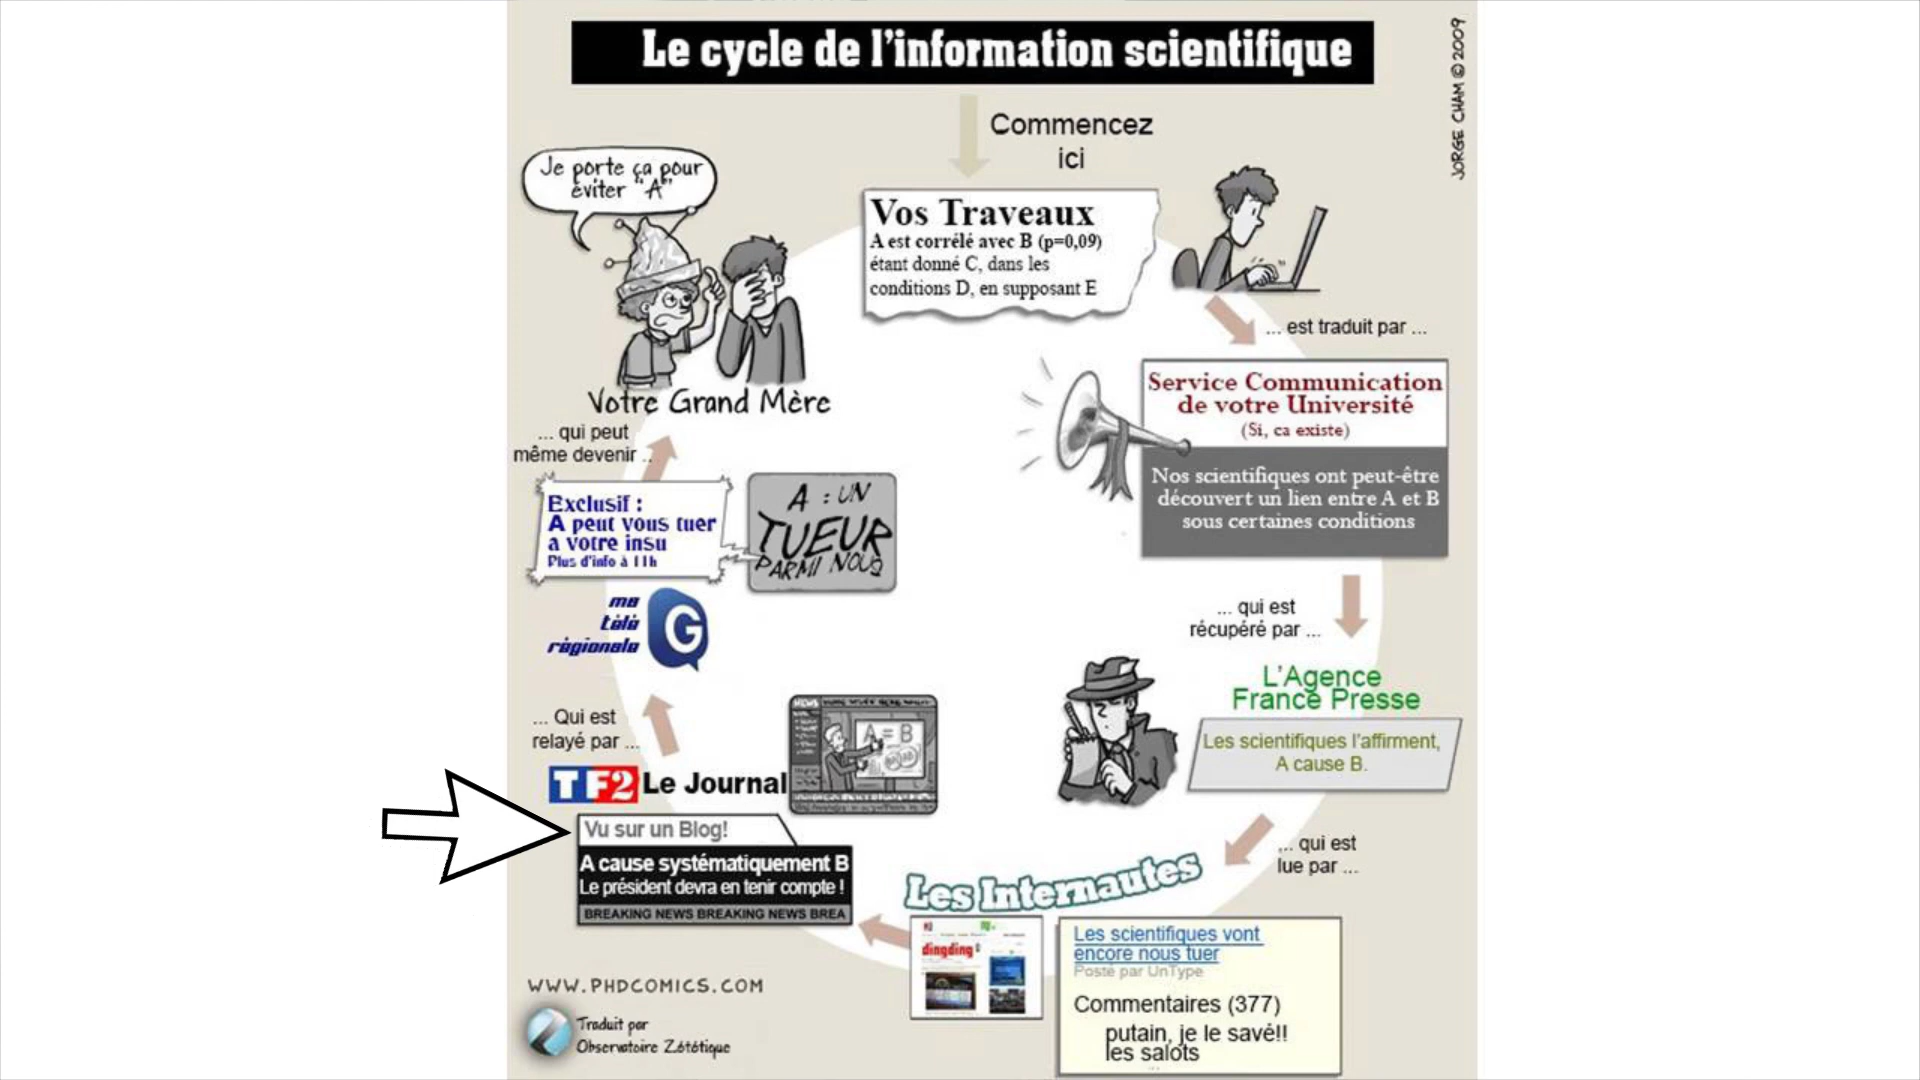 Le cycle de l'information scientifique
JORGE CHAM © 2009
Commencez
ici
Je porte ça pour
éviter "A"
Vos Traveaux
A est corrélé avec B (p=0,09)
étant donné C, dans les
conditions D, en supposant E
... est traduit par ...
Service Communication
de votre Université
(Si, ca existe)
Nos scientifiques ont peut-être
découvert un lien entre A et B
sous certaines conditions
... qui est
récupéré par ...
L'Agence
France Presse
Les scientifiques l'affirment,
A cause B.
... qui est
lue par ...
Les Internautes
dingding
Les scientifiques vont
encore nous tuer
Posté par UnType
Commentaires (377)
putain, je le savé!!
les salots
...
TF2 Le Journal
NEWS
A = B
Vu sur un Blog!
A cause systématiquement B
Le président devra en tenir compte !
BREAKING NEWS BREAKING NEWS BREA
... Qui est
relayé par ...
ma
télé
régionale
G
Exclusif :
A peut vous tuer
a votre insu
Plus d'info à 11h
A : UN
TUEUR
PARMI NOUS
... qui peut
même devenir ..
Votre Grand Mère
WWW.PHDCOMICS.COM
Traduit par
Observatoire Zététique